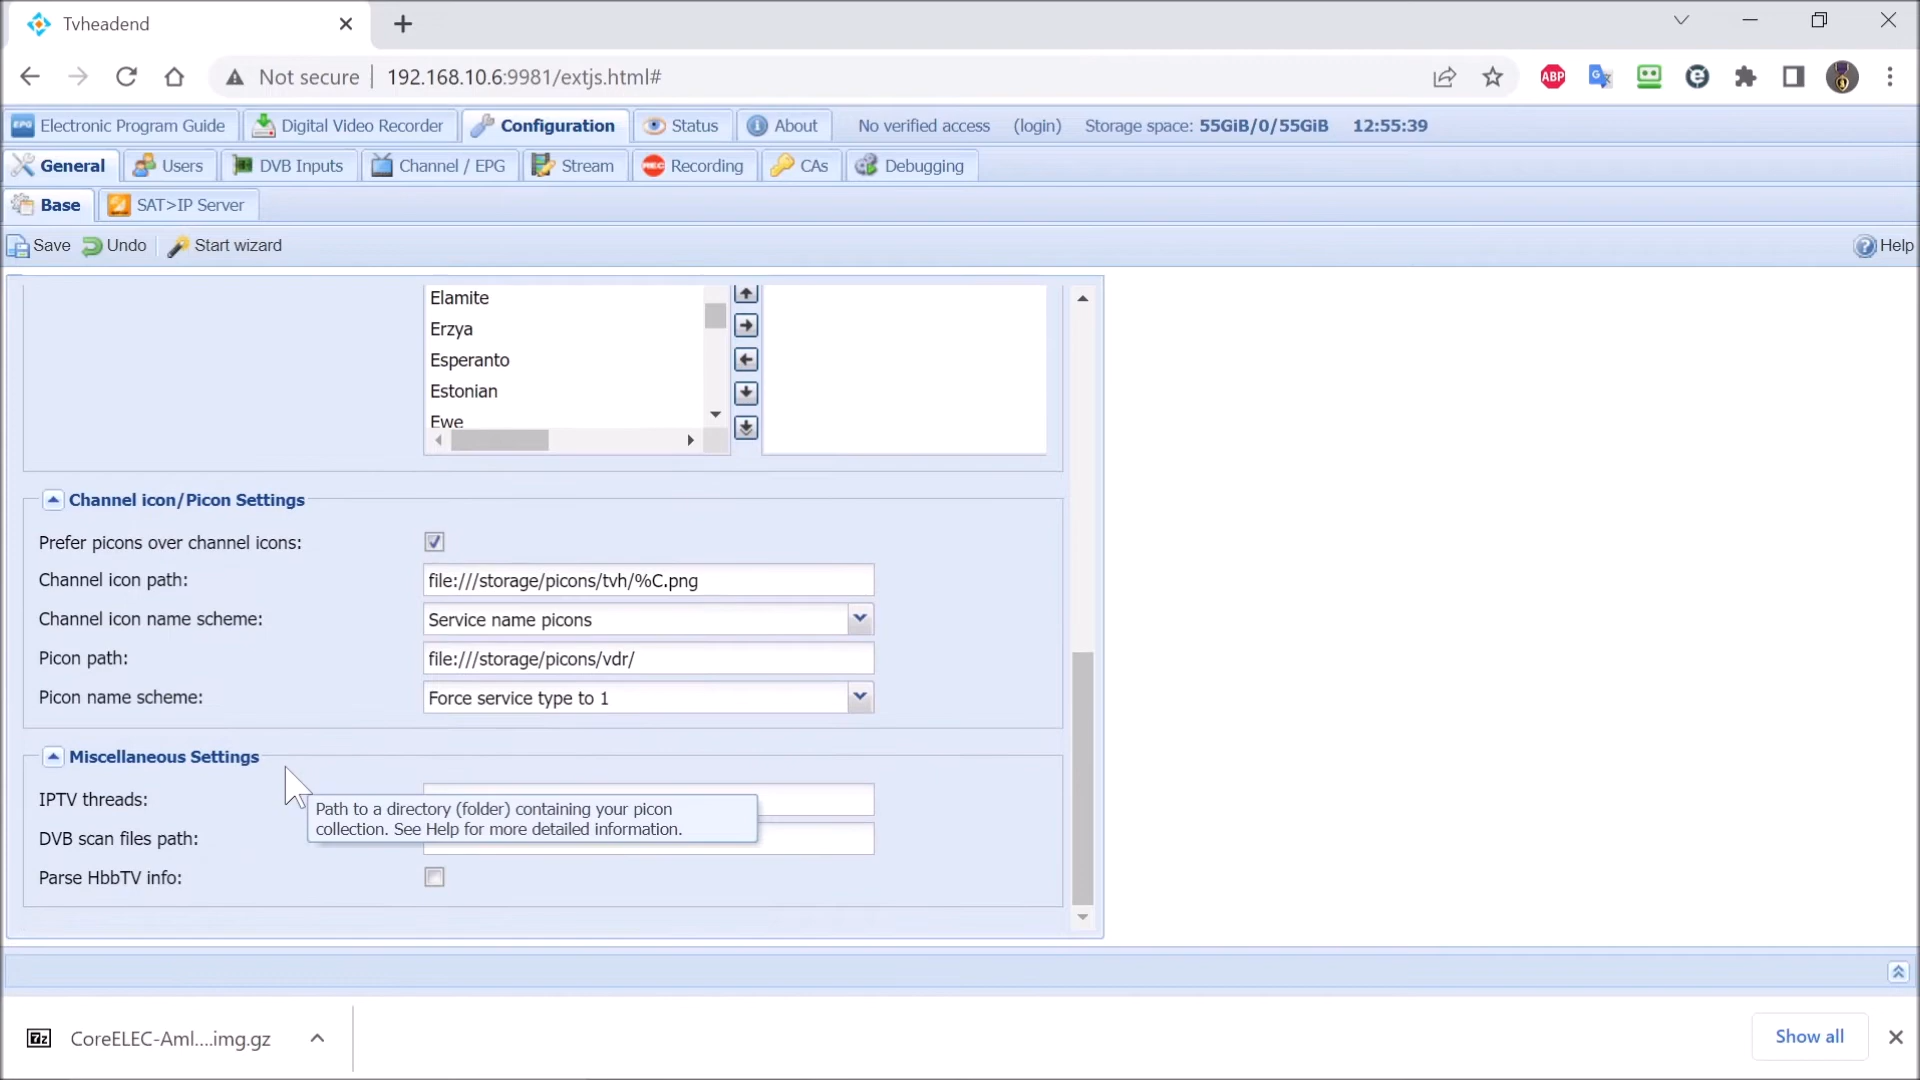 Tvheadend
Not secure 192.168.10.6:9981/extjs.html#
ABP
EPG Electronic Program Guide Digital Video Recorder Configuration Status About No verified access (login) Storage space: 55GiB/0/55GiB 12:55:39
General Users DVB Inputs Channel / EPG Stream REC Recording CAs Debugging
Base SAT>IP Server
Save Undo Start wizard Help
Elamite
Erzya
Esperanto
Estonian
Ewe
Channel icon/Picon Settings
Prefer picons over channel icons:
Channel icon path: file:///storage/picons/tvh/%C.png
Channel icon name scheme: Service name picons
Picon path: file:///storage/picons/vdr/
Picon name scheme: Force service type to 1
Miscellaneous Settings
IPTV threads:
Path to a directory (folder) containing your picon
collection. See Help for more detailed information.
DVB scan files path:
Parse HbbTV info:
7z CoreELEC-Aml....img.gz Show all